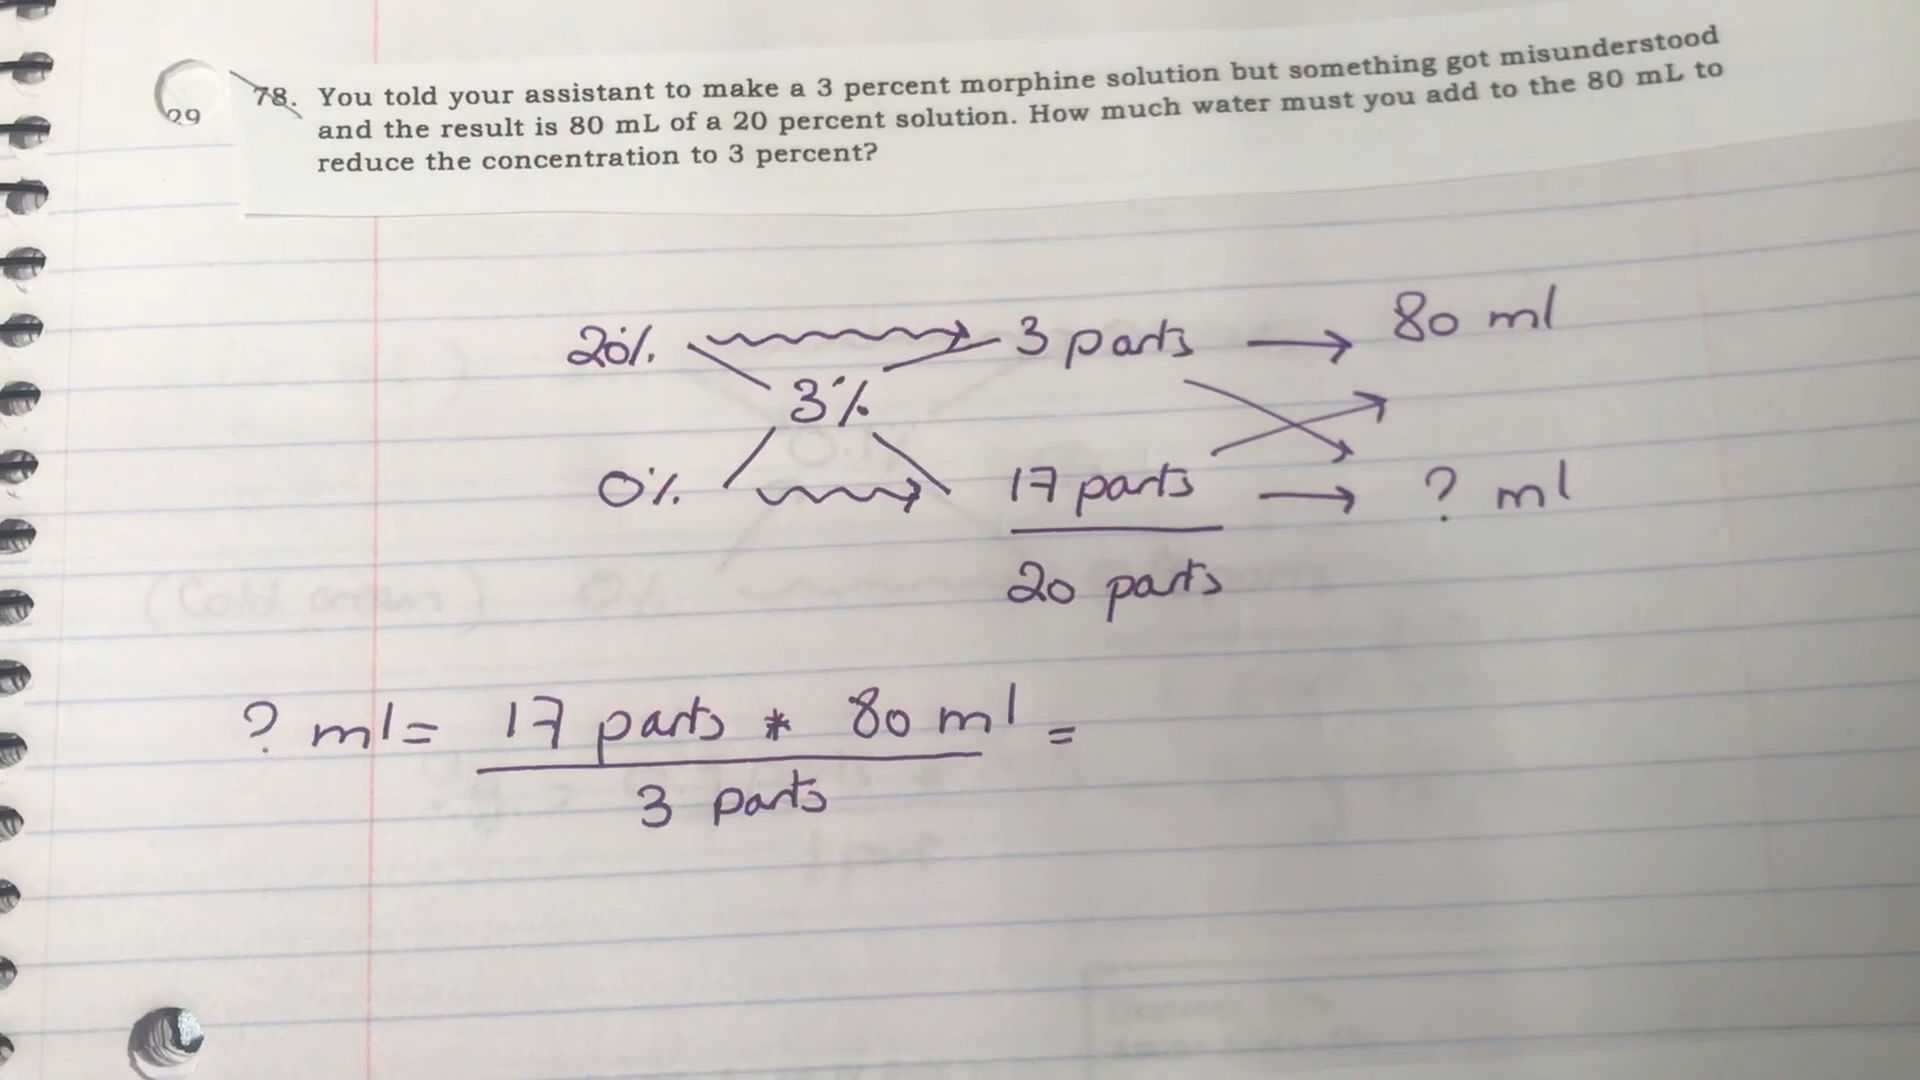 29 78. You told your assistant to make a 3 percent morphine solution but something got misunderstood
and the result is 80 mL of a 20 percent solution. How much water must you add to the 80 mL to
reduce the concentration to 3 percent?
20% 3 parts → 80 ml
3%
0% 17 parts → ? ml
20 parts
? ml = 17 parts * 80 ml =
3 parts
(Cold cream) 0%